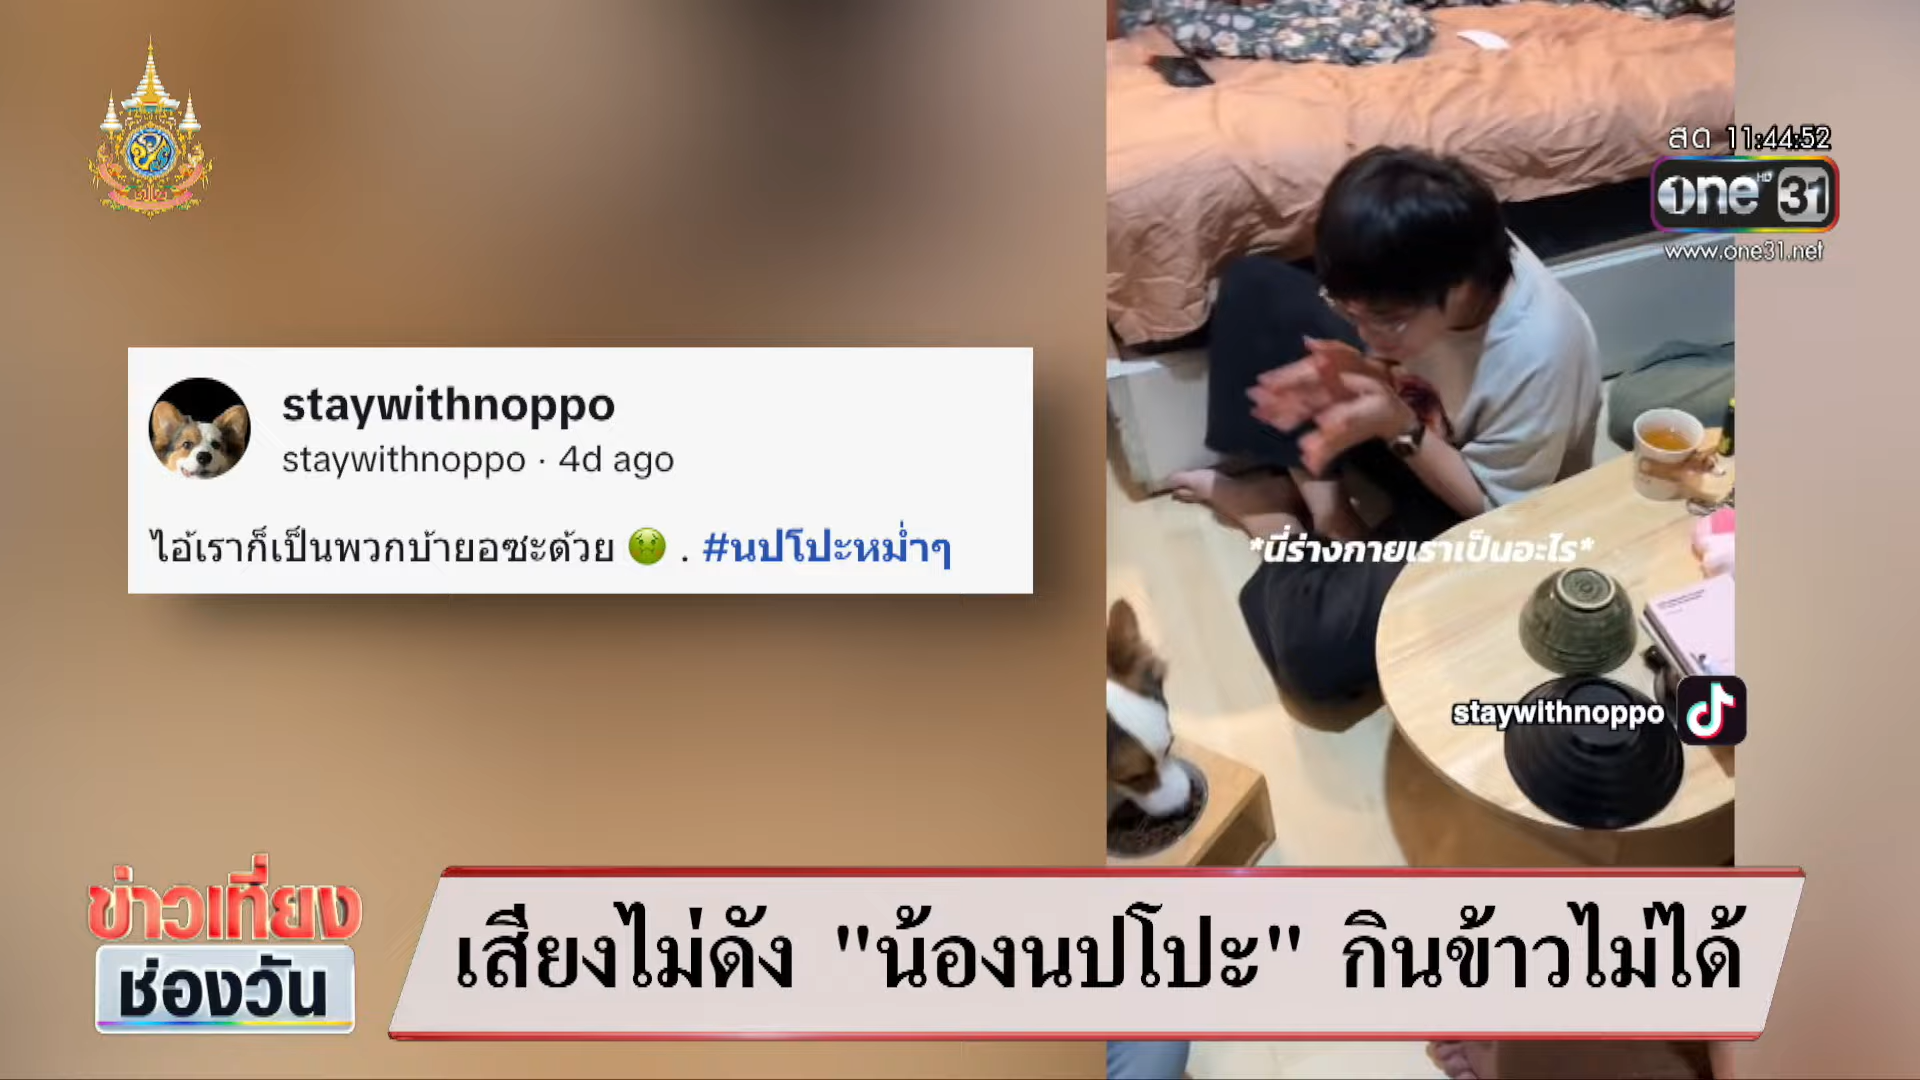 สด 11:44:52
one HD 31
www.one31.net
staywithnoppo
staywithnoppo · 4d ago
ไอ้เราก็เป็นพวกบ้ายอซะด้วย 🤢 . #นปโปะหม่ำๆ
*นี่ร่างกายเราเป็นอะไร*
staywithnoppo
ข่าวเที่ยง
ช่องวัน
เสียงไม่ดัง "น้องนปโปะ" กินข้าวไม่ได้